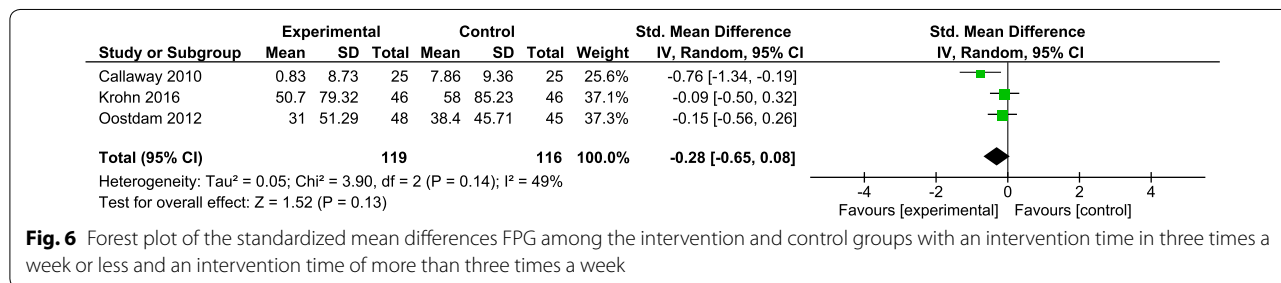 Experimental Control Std. Mean Difference Std. Mean Difference
Study or Subgroup Mean SD Total Mean SD Total Weight IV, Random, 95% CI IV, Random, 95% CI
Callaway 2010 0.83 8.73 25 7.86 9.36 25 25.6% -0.76 [-1.34, -0.19]
Krohn 2016 50.7 79.32 46 58 85.23 46 37.1% -0.09 [-0.50, 0.32]
Oostdam 2012 31 51.29 48 38.4 45.71 45 37.3% -0.15 [-0.56, 0.26]
Total (95% CI) 119 116 100.0% -0.28 [-0.65, 0.08]
Heterogeneity: Tau² = 0.05; Chi² = 3.90, df = 2 (P = 0.14); I² = 49%
Test for overall effect: Z = 1.52 (P = 0.13)
-4 -2 0 2 4
Favours [experimental] Favours [control]
Fig. 6 Forest plot of the standardized mean differences FPG among the intervention and control groups with an intervention time in three times a
week or less and an intervention time of more than three times a week